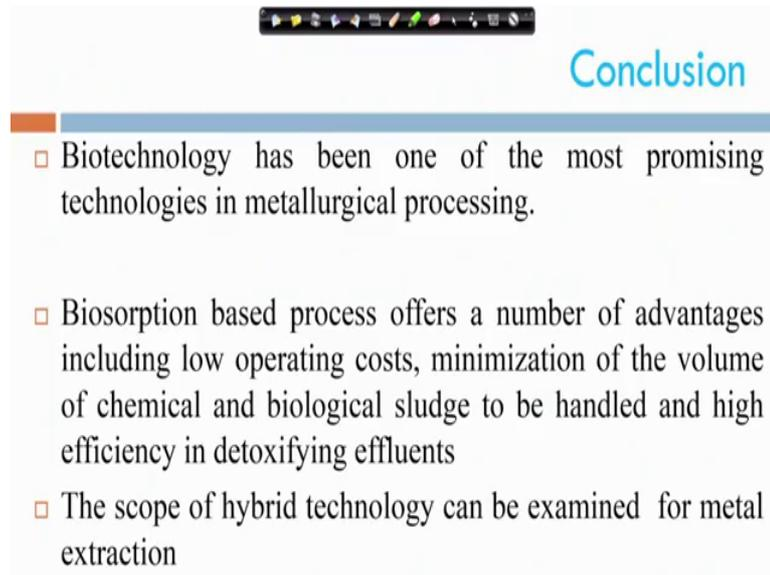 Conclusion
Biotechnology has been one of the most promising
technologies in metallurgical processing.
Biosorption based process offers a number of advantages
including low operating costs, minimization of the volume
of chemical and biological sludge to be handled and high
efficiency in detoxifying effluents
The scope of hybrid technology can be examined for metal
extraction